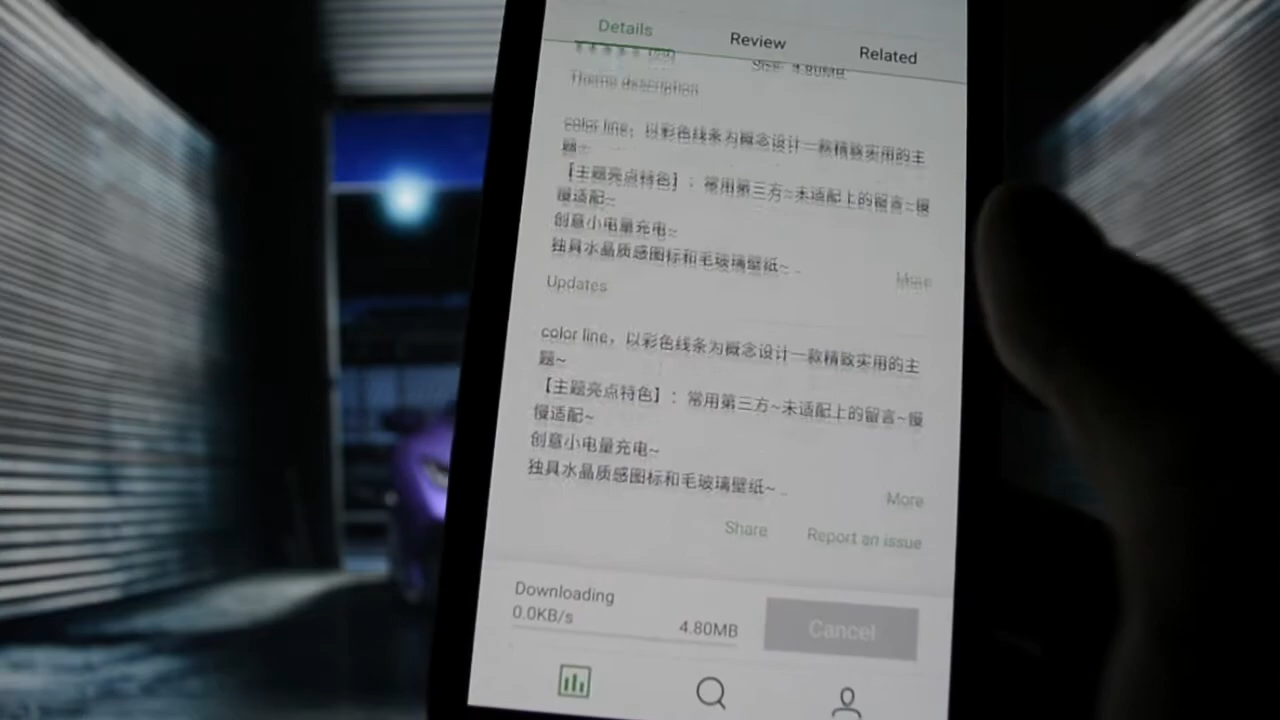 Details Review Related
Size 4.80MB
Theme description
color line，以彩色线条为概念设计一款精致实用的主
题~
【主题亮点特色】：常用第三方~未适配上的留言~慢
慢适配~
创意小电量充电~
独具水晶质感图标和毛玻璃壁纸~
More
Updates
color line，以彩色线条为概念设计一款精致实用的主
题~
【主题亮点特色】：常用第三方~未适配上的留言~慢
慢适配~
创意小电量充电~
独具水晶质感图标和毛玻璃壁纸~
More
Share Report an issue
Downloading
0.0KB/s 4.80MB
Cancel